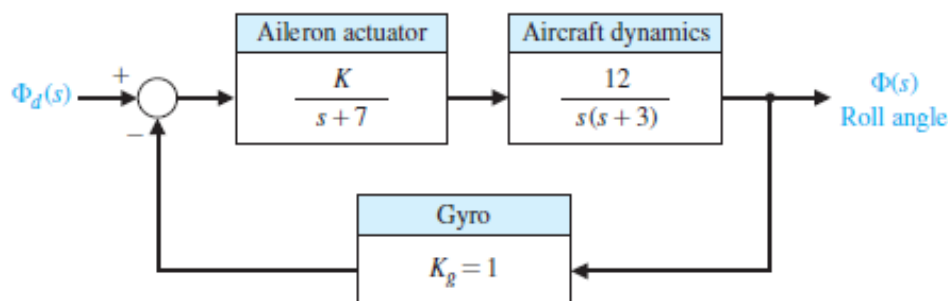 Aileron actuator
Aircraft dynamics
Φd(s)
+
−
K
s + 7
12
s(s + 3)
Φ(s)
Roll angle
Gyro
Kg = 1